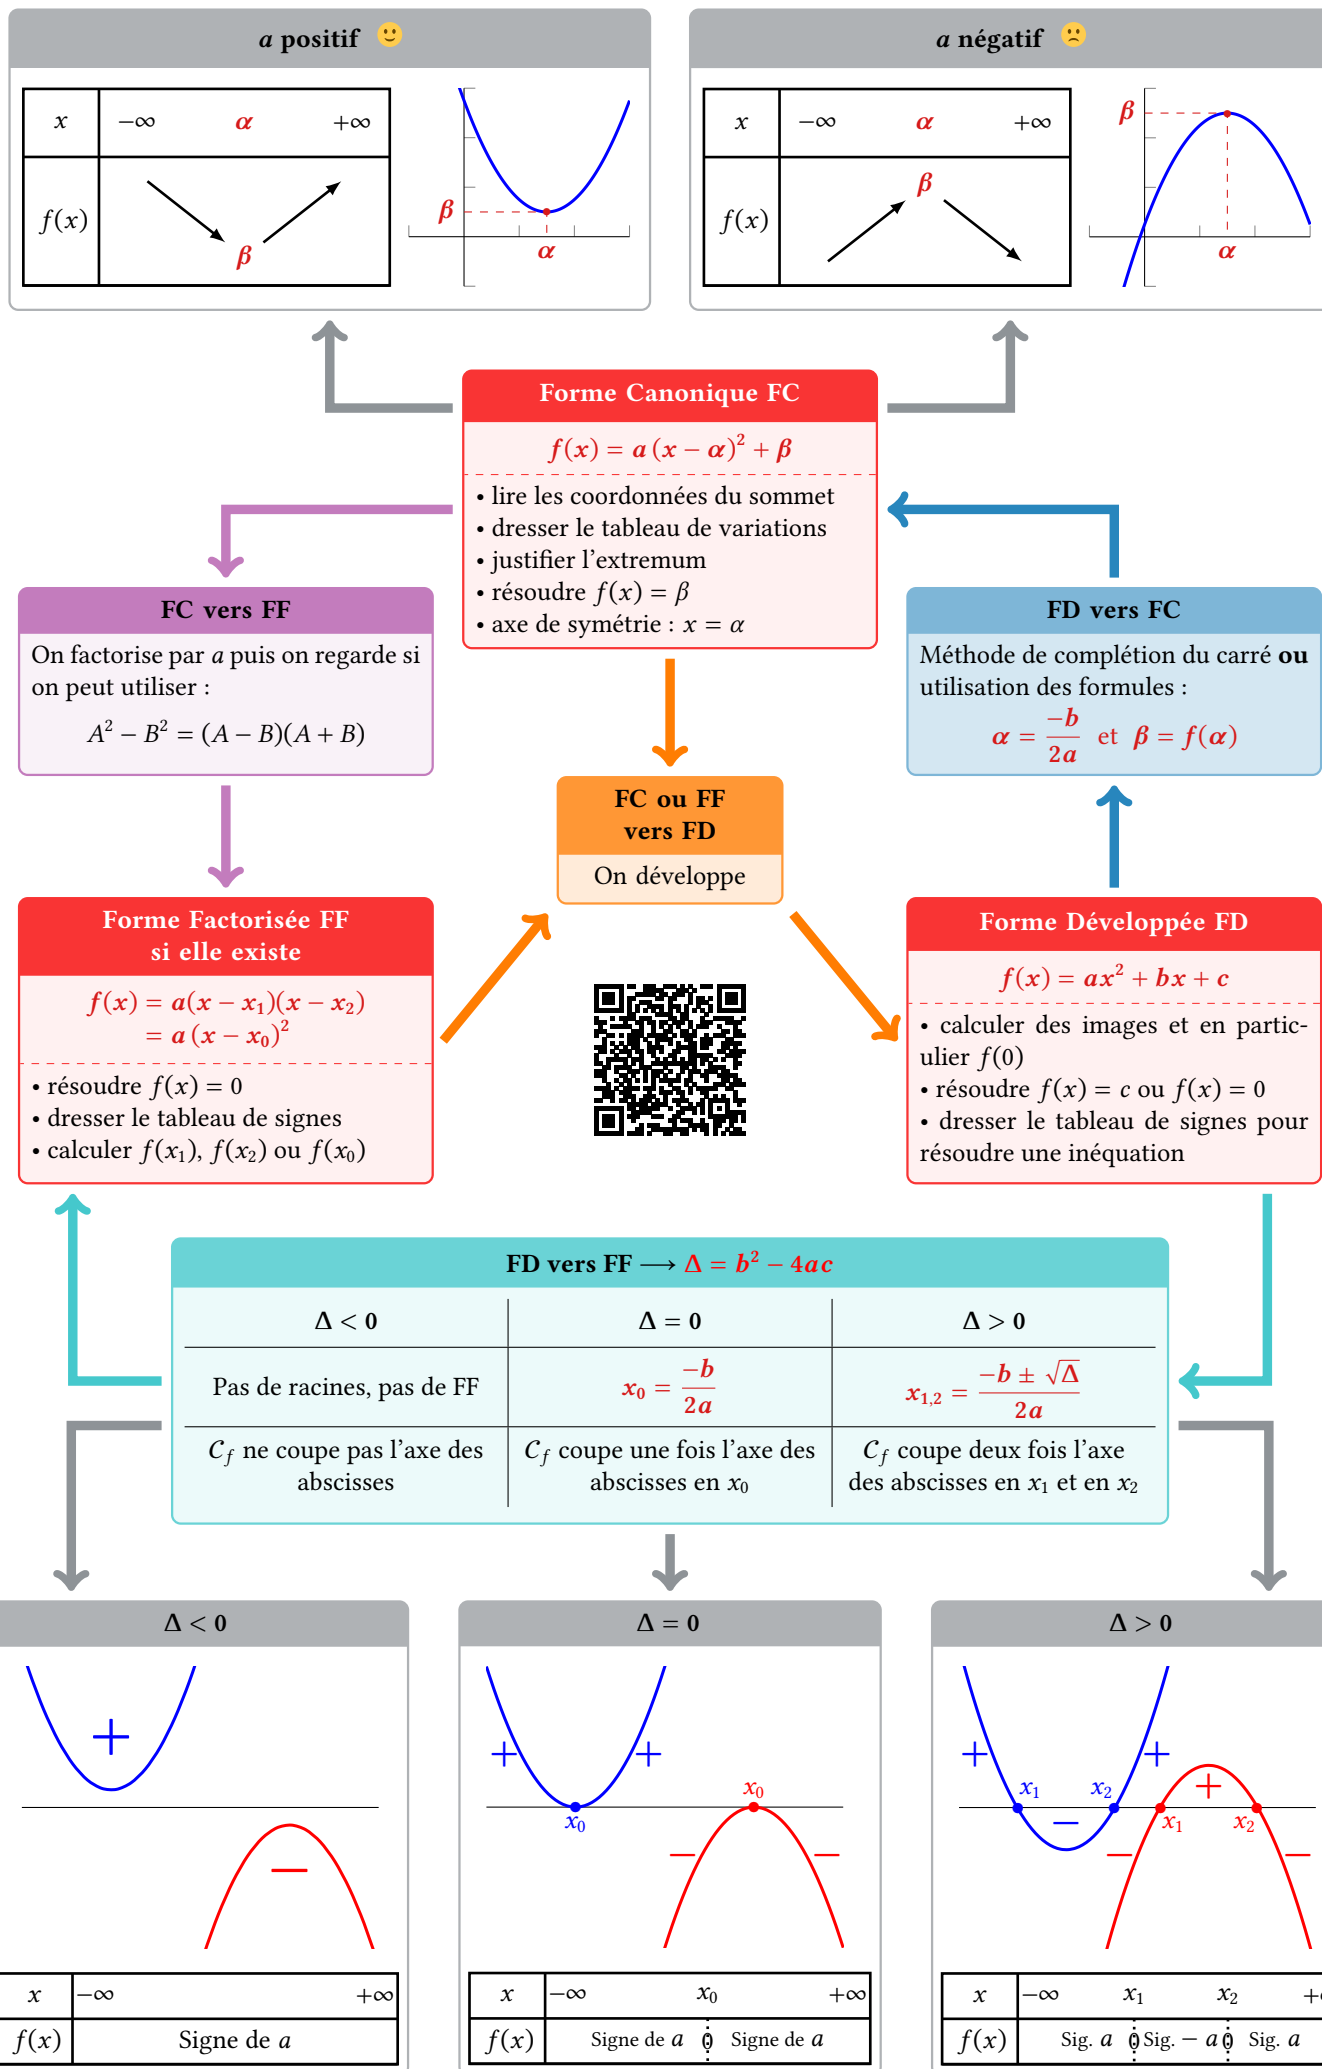 a positif 🙂
x −∞ α +∞
f(x) β
β
α
a négatif 🙁
x −∞ α +∞
f(x) β
β
α
Forme Canonique FC
f(x) = a (x − α)² + β
• lire les coordonnées du sommet
• dresser le tableau de variations
• justifier l'extremum
• résoudre f(x) = β
• axe de symétrie : x = α
FC vers FF
On factorise par a puis on regarde si
on peut utiliser :
A² − B² = (A − B)(A + B)
FD vers FC
Méthode de complétion du carré ou
utilisation des formules :
α = −b/2a et β = f(α)
FC ou FF
vers FD
On développe
Forme Factorisée FF
si elle existe
f(x) = a(x − x₁)(x − x₂)
= a (x − x₀)²
• résoudre f(x) = 0
• dresser le tableau de signes
• calculer f(x₁), f(x₂) ou f(x₀)
Forme Développée FD
f(x) = ax² + bx + c
• calculer des images et en partic-
ulier f(0)
• résoudre f(x) = c ou f(x) = 0
• dresser le tableau de signes pour
résoudre une inéquation
FD vers FF ⟶ Δ = b² − 4ac
Δ < 0 Δ = 0 Δ > 0
Pas de racines, pas de FF x₀ = −b/2a x₁,₂ = (−b ± √Δ)/2a
𝒞f ne coupe pas l'axe des
abscisses
𝒞f coupe une fois l'axe des
abscisses en x₀
𝒞f coupe deux fois l'axe
des abscisses en x₁ et en x₂
Δ < 0
+
−
x −∞ +∞
f(x) Signe de a
Δ = 0
+ +
x₀
x₀
− −
x −∞ x₀ +∞
f(x) Signe de a 0 Signe de a
Δ > 0
+ − +
x₁ x₂
x₁ x₂
− + −
x −∞ x₁ x₂ +∞
f(x) Sig. a 0 Sig. − a 0 Sig. a